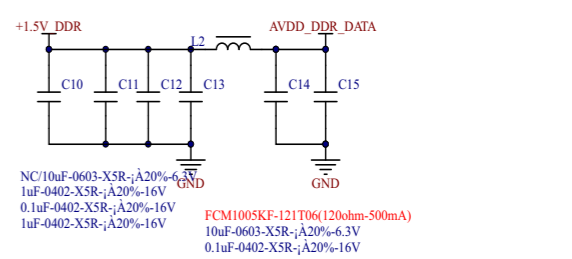 +1.5V_DDR
AVDD_DDR_DATA
L2
C10
C11
C12
C13
C14
C15
GND
GND
NC/10uF-0603-X5R-¡À20%-6.3V
1uF-0402-X5R-¡À20%-16V
0.1uF-0402-X5R-¡À20%-16V
1uF-0402-X5R-¡À20%-16V
FCM1005KF-121T06(120ohm-500mA)
10uF-0603-X5R-¡À20%-6.3V
0.1uF-0402-X5R-¡À20%-16V